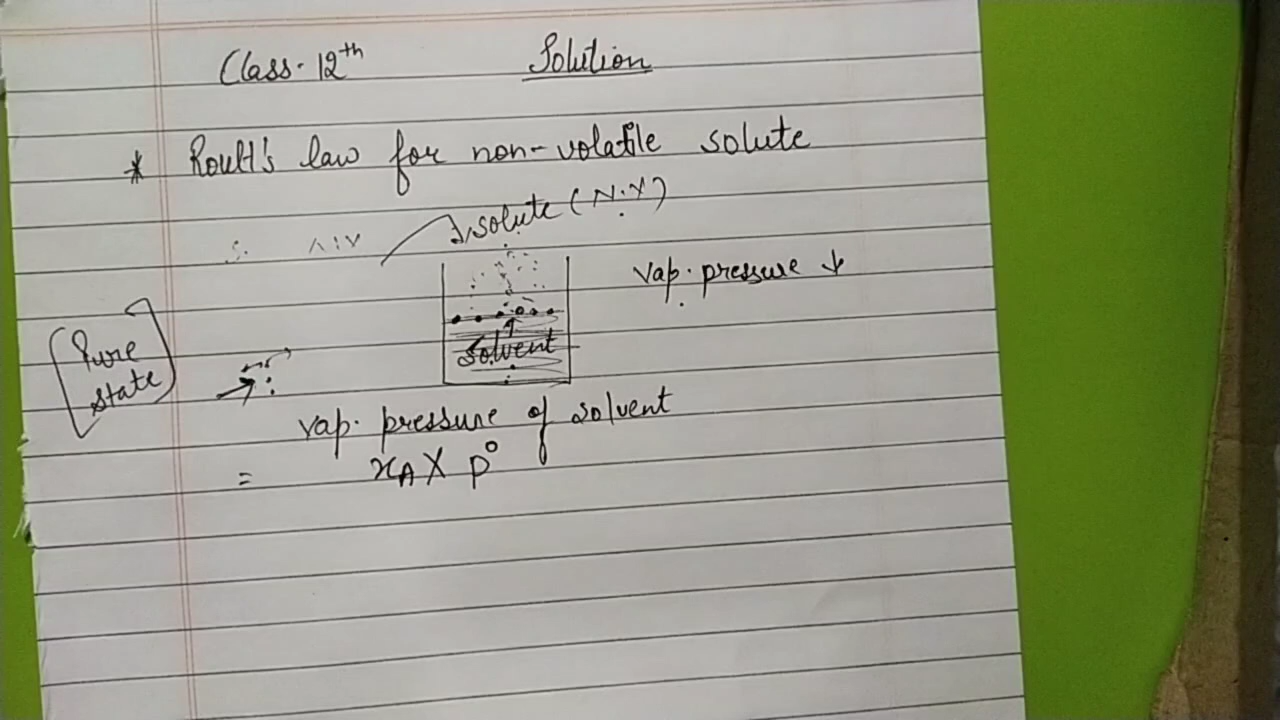 Class. 12th
Solution
* Roult's law for non-volatile solute
solute (N.V)
Vap. pressure ↓
Solvent
Pure
state
vap. pressure of solvent
= xA X p°